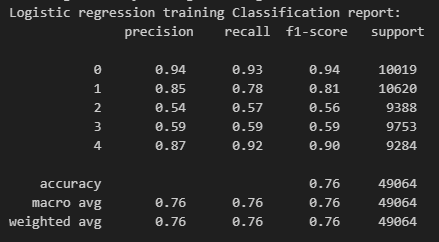 Logistic regression training Classification report:
precision recall f1-score support
0 0.94 0.93 0.94 10019
1 0.85 0.78 0.81 10620
2 0.54 0.57 0.56 9388
3 0.59 0.59 0.59 9753
4 0.87 0.92 0.90 9284
accuracy 0.76 49064
macro avg 0.76 0.76 0.76 49064
weighted avg 0.76 0.76 0.76 49064